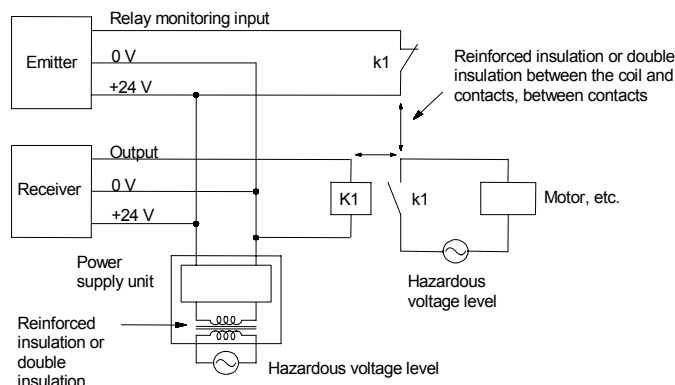 Relay monitoring input
Emitter
0 V
+24 V
k1
Reinforced insulation or double
insulation between the coil and
contacts, between contacts
Output
Receiver
0 V
+24 V
K1
k1
Motor, etc.
Power
supply unit
Hazardous
voltage level
Reinforced
insulation or
double
insulation
Hazardous voltage level